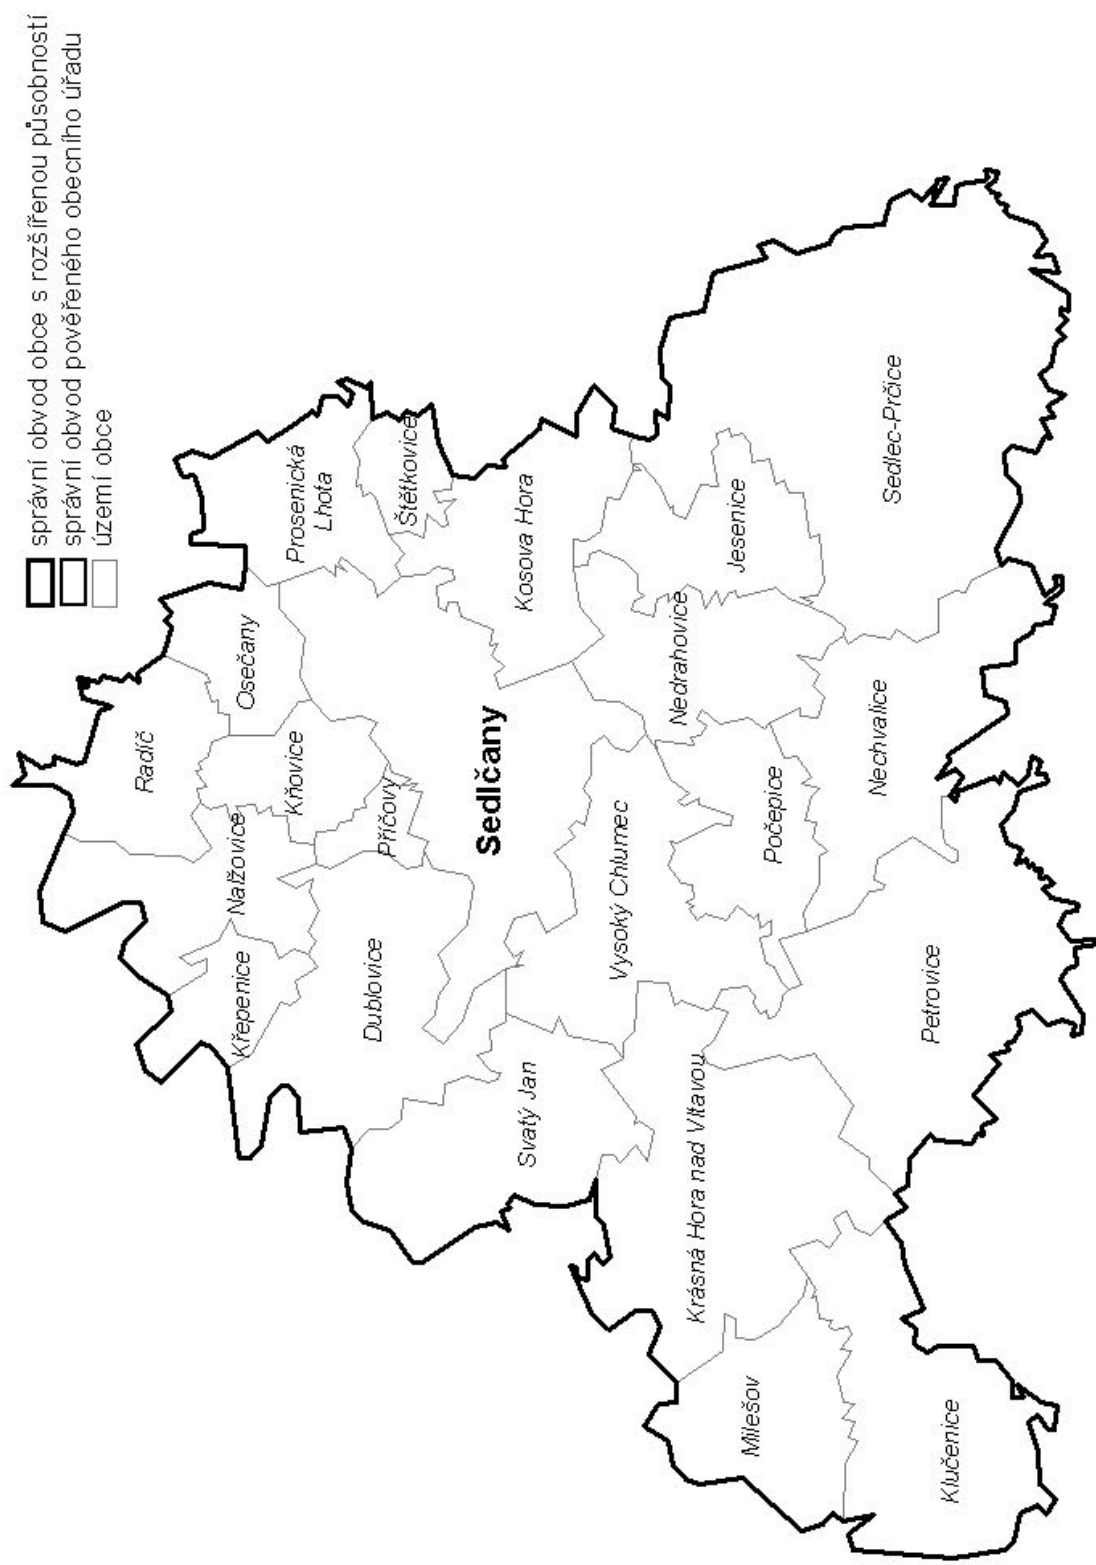 správní obvod obce s rozšířenou působností
správní obvod pověřeného obecního úřadu
území obce
Radíč
Osečany
Prosenická
Lhota
Štětkovice
Křepenice
Nalžovice
Kňovice
Příčovy
Dublovice
Sedlčany
Kosova Hora
Svatý Jan
Vysoký Chlumec
Nedrahovice
Jesenice
Krásná Hora nad Vltavou
Počepice
Milešov
Nechvalice
Sedlec-Prčice
Petrovice
Klučenice